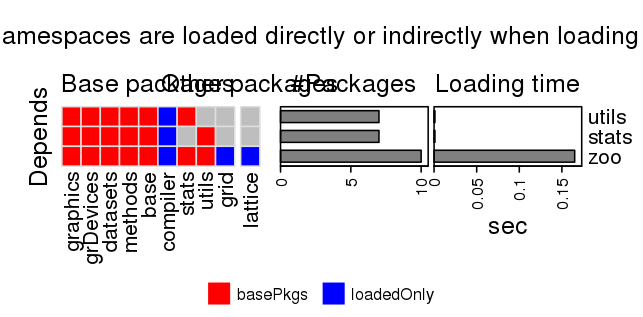 amespaces are loaded directly or indirectly when loading
Base packages
Other packages
#Packages
Loading time
Depends
utils
stats
zoo
0
5
10
0
0.05
0.1
0.15
sec
graphics
grDevices
datasets
methods
base
compiler
stats
utils
grid
lattice
basePkgs
loadedOnly